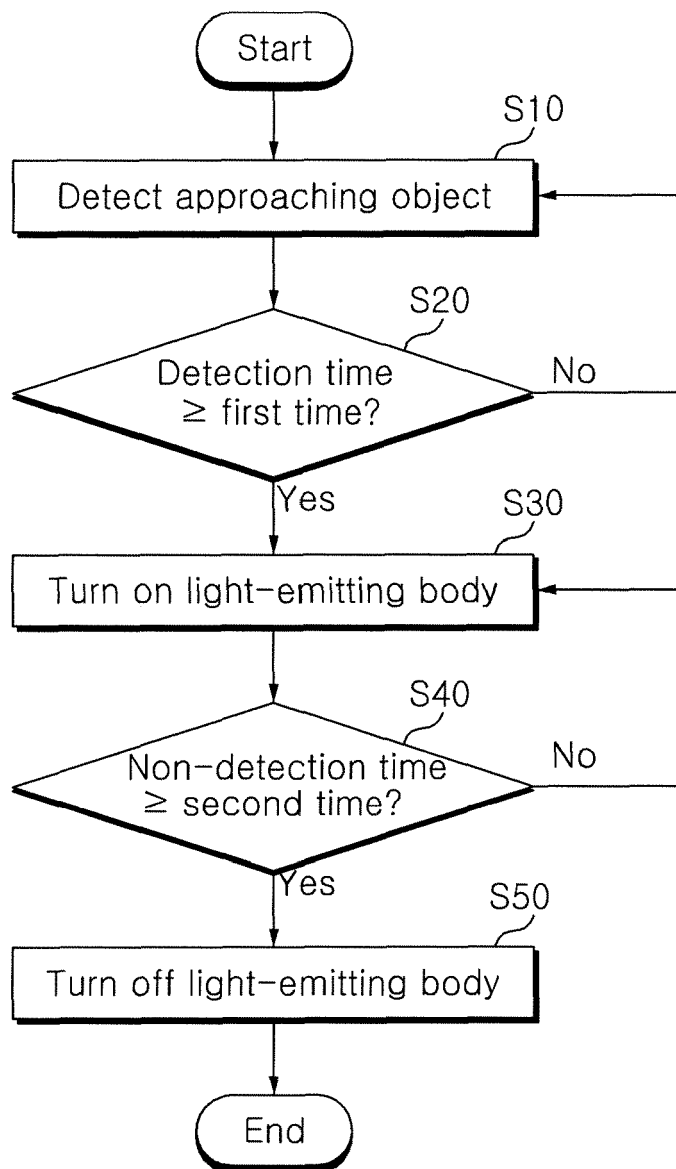 Start
S10
Detect approaching object
S20
Detection time
≥ first time?
No
Yes
S30
Turn on light-emitting body
S40
Non-detection time
≥ second time?
No
Yes
S50
Turn off light-emitting body
End